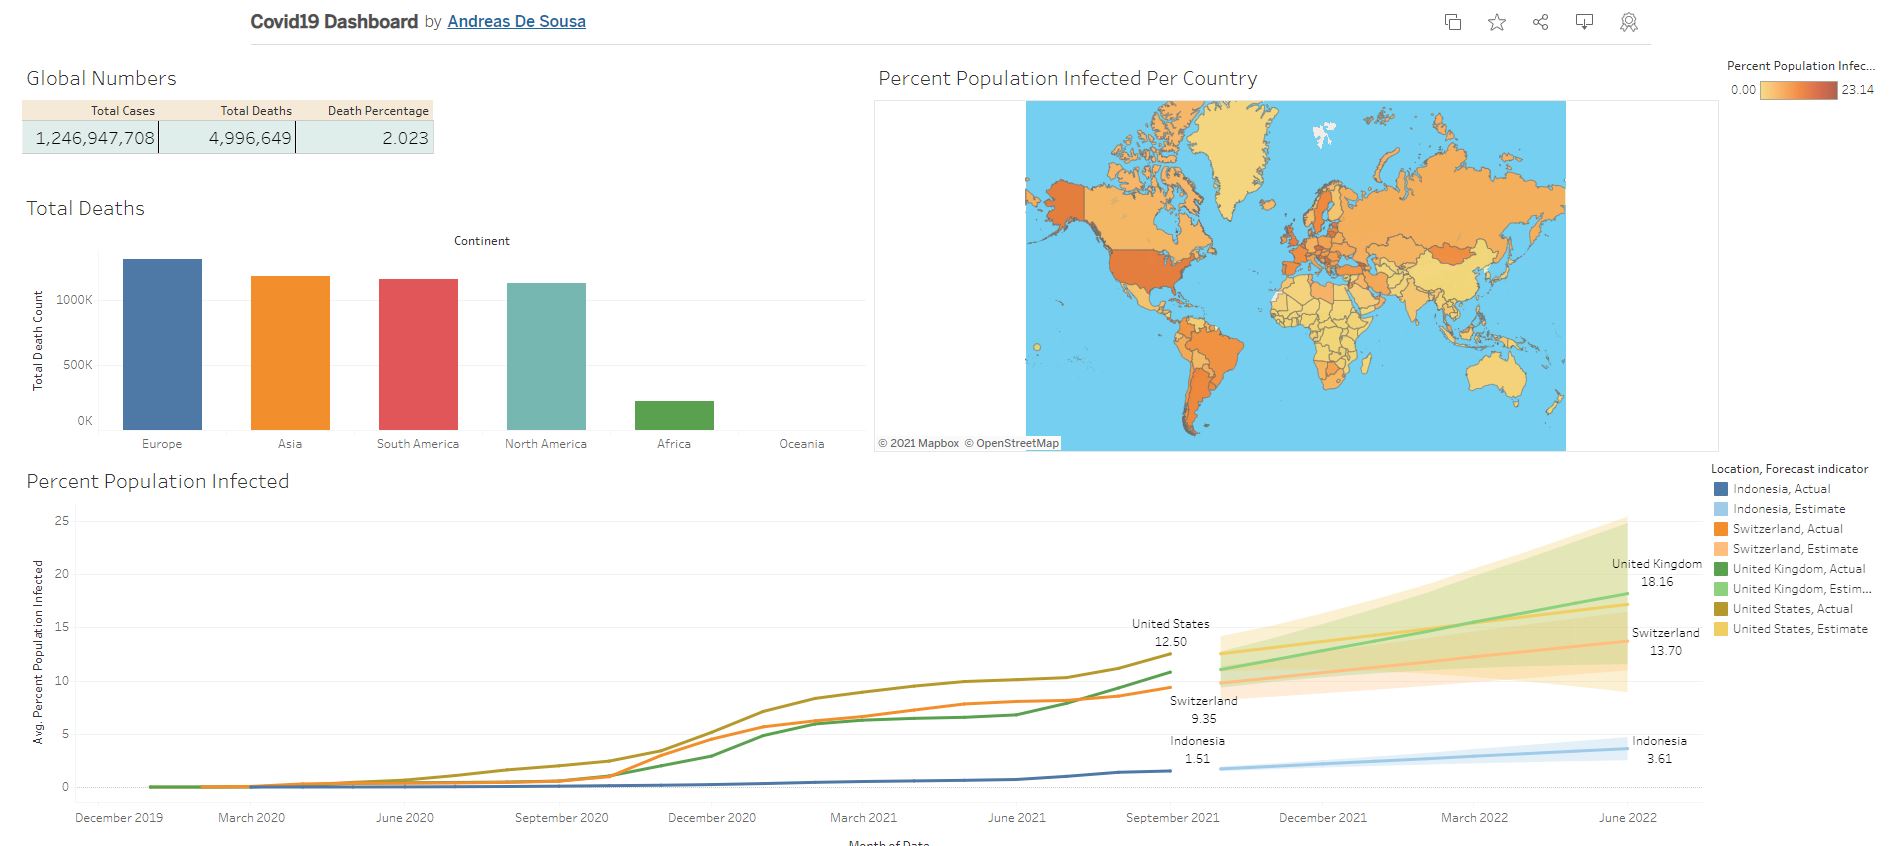 Covid19 Dashboard by Andreas De Sousa
Global Numbers
Total Cases Total Deaths Death Percentage
1,246,947,708 4,996,649 2.023
Total Deaths
Continent
Total Death Count
1000K
500K
0K
Europe Asia South America North America Africa Oceania
Percent Population Infected Per Country
© 2021 Mapbox © OpenStreetMap
Percent Population Infec...
0.00 23.14
Percent Population Infected
Avg. Percent Population Infected
25
20
15
10
5
0
United States
12.50
Switzerland
9.35
Indonesia
1.51
United Kingdom
18.16
Switzerland
13.70
Indonesia
3.61
December 2019 March 2020 June 2020 September 2020 December 2020 March 2021 June 2021 September 2021 December 2021 March 2022 June 2022
Month of Date
Location, Forecast indicator
Indonesia, Actual
Indonesia, Estimate
Switzerland, Actual
Switzerland, Estimate
United Kingdom, Actual
United Kingdom, Estim...
United States, Actual
United States, Estimate